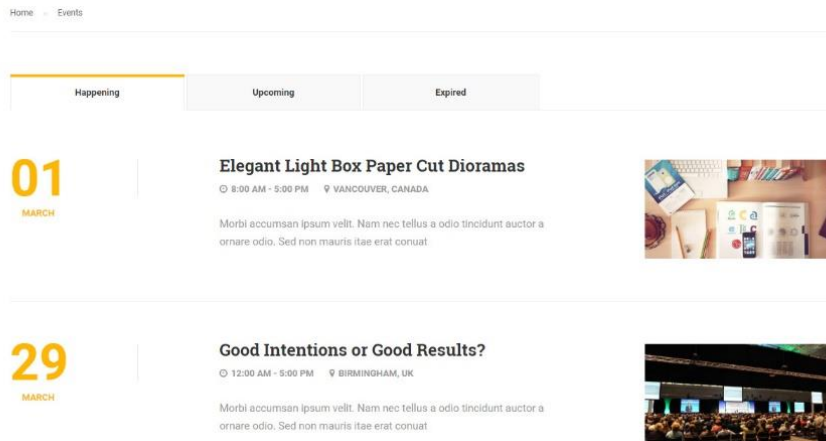 Home Events
Happening Upcoming Expired
01
MARCH
Elegant Light Box Paper Cut Dioramas
8:00 AM - 5:00 PM VANCOUVER, CANADA
Morbi accumsan ipsum velit. Nam nec tellus a odio tincidunt auctor a
ornare odio. Sed non mauris itae erat conuat
29
MARCH
Good Intentions or Good Results?
12:00 AM - 5:00 PM BIRMINGHAM, UK
Morbi accumsan ipsum velit. Nam nec tellus a odio tincidunt auctor a
ornare odio. Sed non mauris itae erat conuat